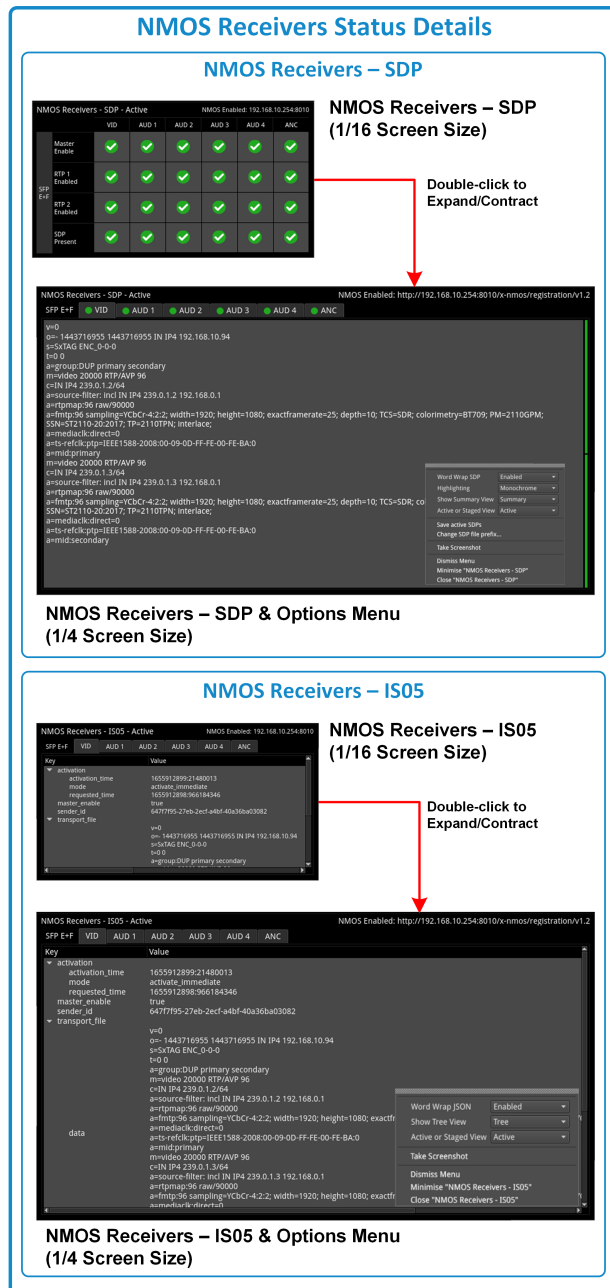 NMOS Receivers Status Details
NMOS Receivers – SDP
NMOS Receivers - SDP - Active NMOS Enabled: 192.168.10.254:8010
VID AUD 1 AUD 2 AUD 3 AUD 4 ANC
SFP E+F
Master Enable
RTP 1 Enabled
RTP 2 Enabled
SDP Present
NMOS Receivers – SDP
(1/16 Screen Size)
Double-click to
Expand/Contract
NMOS Receivers - SDP - Active NMOS Enabled: http://192.168.10.254:8010/x-nmos/registration/v1.2
SFP E+F VID AUD 1 AUD 2 AUD 3 AUD 4 ANC
v=0
o=- 1443716955 1443716955 IN IP4 192.168.10.94
s=SxTAG ENC_0-0-0
t=0 0
a=group:DUP primary secondary
m=video 20000 RTP/AVP 96
c=IN IP4 239.0.1.2/64
a=source-filter: incl IN IP4 239.0.1.2 192.168.0.1
a=rtpmap:96 raw/90000
a=fmtp:96 sampling=YCbCr-4:2:2; width=1920; height=1080; exactframerate=25; depth=10; TCS=SDR; colorimetry=BT709; PM=2110GPM;
SSN=ST2110-20:2017; TP=2110TPN; interlace;
a=mediaclk:direct=0
a=ts-refclk:ptp=IEEE1588-2008:00-09-0D-FF-FE-00-FE-BA:0
a=mid:primary
m=video 20000 RTP/AVP 96
c=IN IP4 239.0.1.3/64
a=source-filter: incl IN IP4 239.0.1.3 192.168.0.1
a=rtpmap:96 raw/90000
a=fmtp:96 sampling=YCbCr-4:2:2; width=1920; height=1080; exactframerate=25; depth=10; TCS=SDR; col
SSN=ST2110-20:2017; TP=2110TPN; interlace;
a=mediaclk:direct=0
a=ts-refclk:ptp=IEEE1588-2008:00-09-0D-FF-FE-00-FE-BA:0
a=mid:secondary
Word Wrap SDP Enabled
Highlighting Monochrome
Show Summary View Summary
Active or Staged View Active
Save active SDPs
Change SDP file prefix...
Take Screenshot
Dismiss Menu
Minimise "NMOS Receivers - SDP"
Close "NMOS Receivers - SDP"
NMOS Receivers – SDP & Options Menu
(1/4 Screen Size)
NMOS Receivers – IS05
NMOS Receivers - IS05 - Active NMOS Enabled: 192.168.10.254:8010
SFP E+F VID AUD 1 AUD 2 AUD 3 AUD 4 ANC
Key Value
activation
activation_time 1655912899:21480013
mode activate_immediate
requested_time 1655912898:966184346
master_enable true
sender_id 647f7f95-27eb-2ecf-a4bf-40a36ba03082
transport_file
v=0
o=- 1443716955 1443716955 IN IP4 192.168.10.94
s=SxTAG ENC_0-0-0
t=0 0
a=group:DUP primary secondary
NMOS Receivers – IS05
(1/16 Screen Size)
Double-click to
Expand/Contract
NMOS Receivers - IS05 - Active NMOS Enabled: http://192.168.10.254:8010/x-nmos/registration/v1.2
SFP E+F VID AUD 1 AUD 2 AUD 3 AUD 4 ANC
Key Value
activation
activation_time 1655912899:21480013
mode activate_immediate
requested_time 1655912898:966184346
master_enable true
sender_id 647f7f95-27eb-2ecf-a4bf-40a36ba03082
transport_file
v=0
o=- 1443716955 1443716955 IN IP4 192.168.10.94
s=SxTAG ENC_0-0-0
t=0 0
a=group:DUP primary secondary
m=video 20000 RTP/AVP 96
c=IN IP4 239.0.1.2/64
a=source-filter: incl IN IP4 239.0.1.2 192.168.0.1
a=rtpmap:96 raw/90000
a=fmtp:96 sampling=YCbCr-4:2:2; width=1920; height=1080; exactfr
a=mediaclk:direct=0
data a=ts-refclk:ptp=IEEE1588-2008:00-09-0D-FF-FE-00-FE-BA:0
a=mid:primary
m=video 20000 RTP/AVP 96
c=IN IP4 239.0.1.3/64
a=source-filter: incl IN IP4 239.0.1.3 192.168.0.1
a=rtpmap:96 raw/90000
a=fmtp:96 sampling=YCbCr-4:2:2; width=1920; height=1080; exactfr
a=mediaclk:direct=0
Word Wrap JSON Enabled
Show Tree View Tree
Active or Staged View Active
Take Screenshot
Dismiss Menu
Minimise "NMOS Receivers - IS05"
Close "NMOS Receivers - IS05"
NMOS Receivers – IS05 & Options Menu
(1/4 Screen Size)